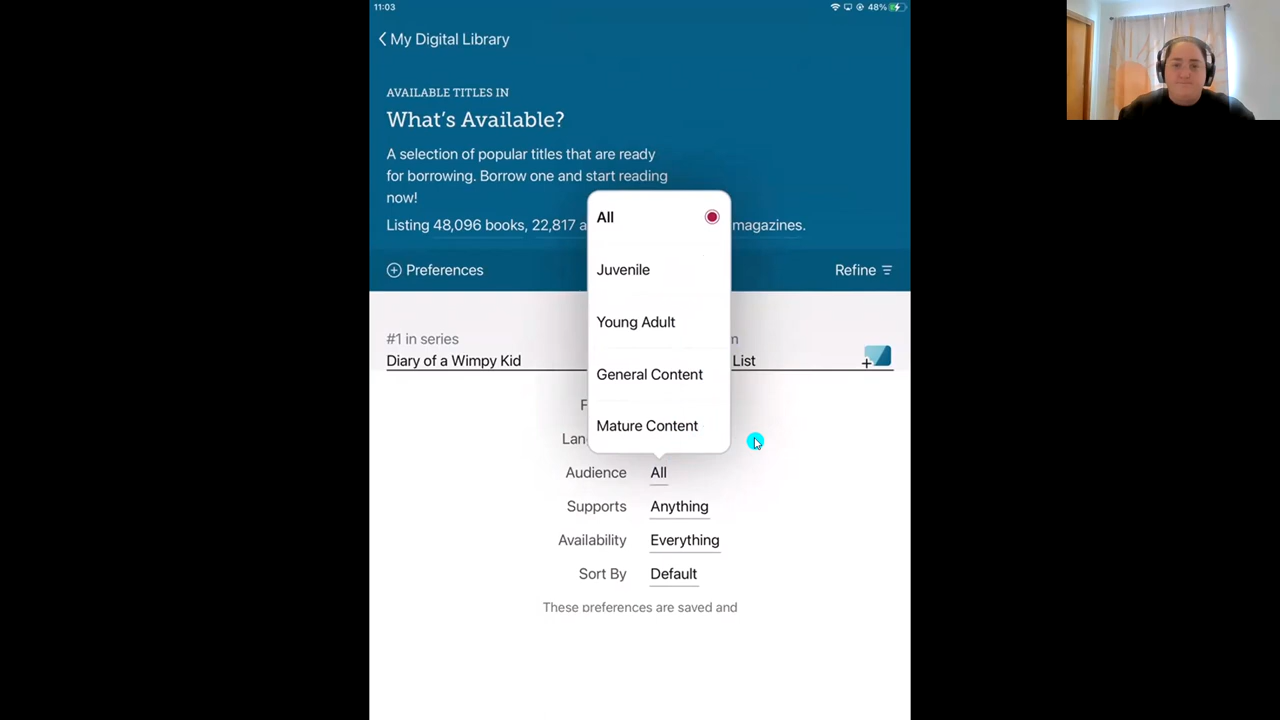 11:03
48%
My Digital Library
AVAILABLE TITLES IN
What's Available?
A selection of popular titles that are ready
for borrowing. Borrow one and start reading
now!
Listing 48,096 books, 22,817
magazines.
Preferences
Refine
All
Juvenile
Young Adult
General Content
Mature Content
#1 in series
Diary of a Wimpy Kid
List
Audience All
Supports Anything
Availability Everything
Sort By Default
These preferences are saved and